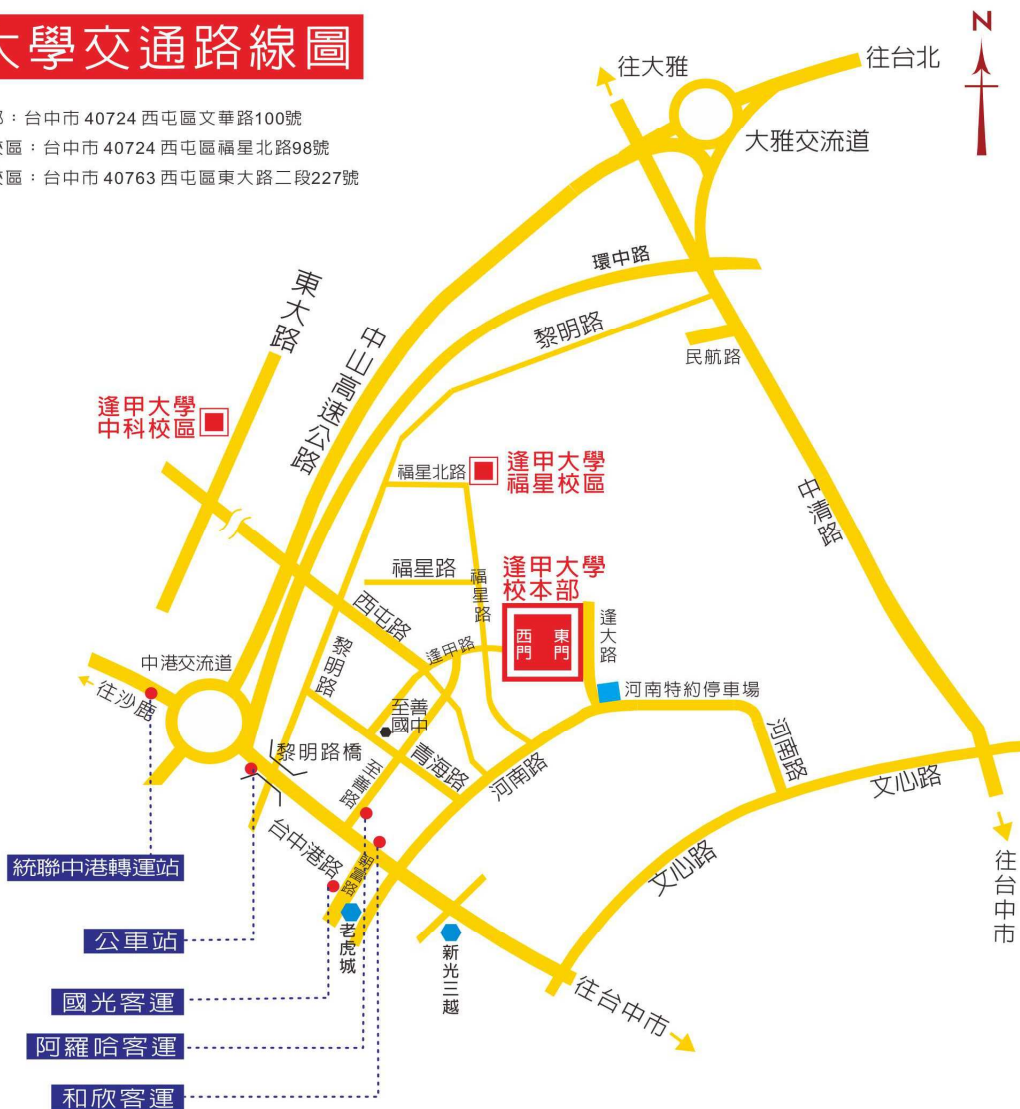 大學交通路線圖
部：台中市 40724 西屯區文華路100號
校區：台中市 40724 西屯區福星北路98號
校區：台中市 40763 西屯區東大路二段227號
N
往大雅
往台北
大雅交流道
環中路
東大路
中山高速公路
黎明路
民航路
逢甲大學
中科校區
福星北路
逢甲大學
福星校區
中清路
福星路
福星路
逢甲大學
校本部
西屯路
西門
東門
逢大路
逢甲路
黎明路
中港交流道
往沙鹿
至善
國中
河南特約停車場
河南路
黎明路橋
青海路
至善路
河南路
文心路
台中港路
朝富路
文心路
往台中市
統聯中港轉運站
公車站
老虎城
新光三越
國光客運
往台中市
阿羅哈客運
和欣客運